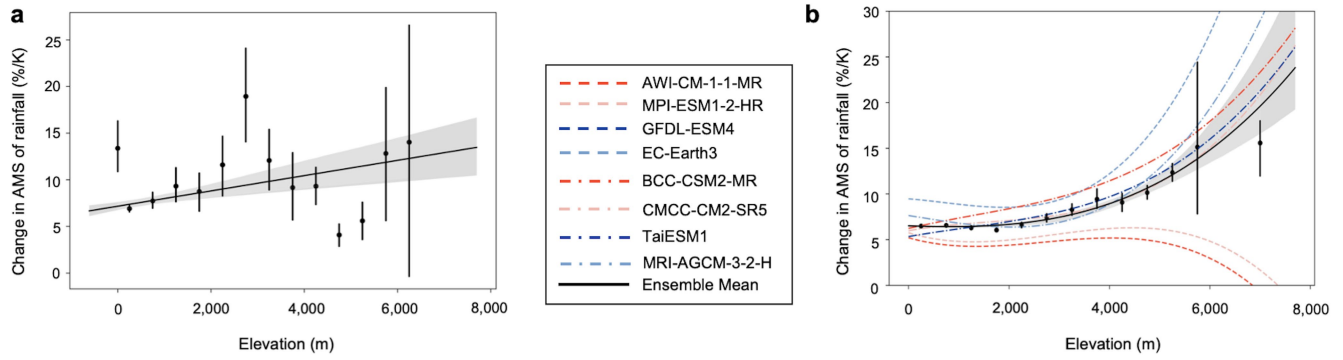 a
Change in AMS of rainfall (%/K)
25
20
15
10
5
0
0 2,000 4,000 6,000 8,000
Elevation (m)
AWI-CM-1-1-MR
MPI-ESM1-2-HR
GFDL-ESM4
EC-Earth3
BCC-CSM2-MR
CMCC-CM2-SR5
TaiESM1
MRI-AGCM-3-2-H
Ensemble Mean
b
Change in AMS of rainfall (%/K)
30
25
20
15
10
5
0
0 2,000 4,000 6,000 8,000
Elevation (m)